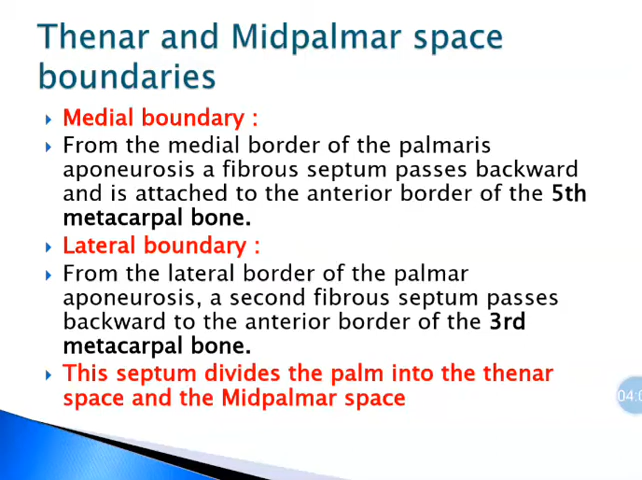 Thenar and Midpalmar space
boundaries
Medial boundary :
From the medial border of the palmaris
aponeurosis a fibrous septum passes backward
and is attached to the anterior border of the 5th
metacarpal bone.
Lateral boundary :
From the lateral border of the palmar
aponeurosis, a second fibrous septum passes
backward to the anterior border of the 3rd
metacarpal bone.
This septum divides the palm into the thenar
space and the Midpalmar space